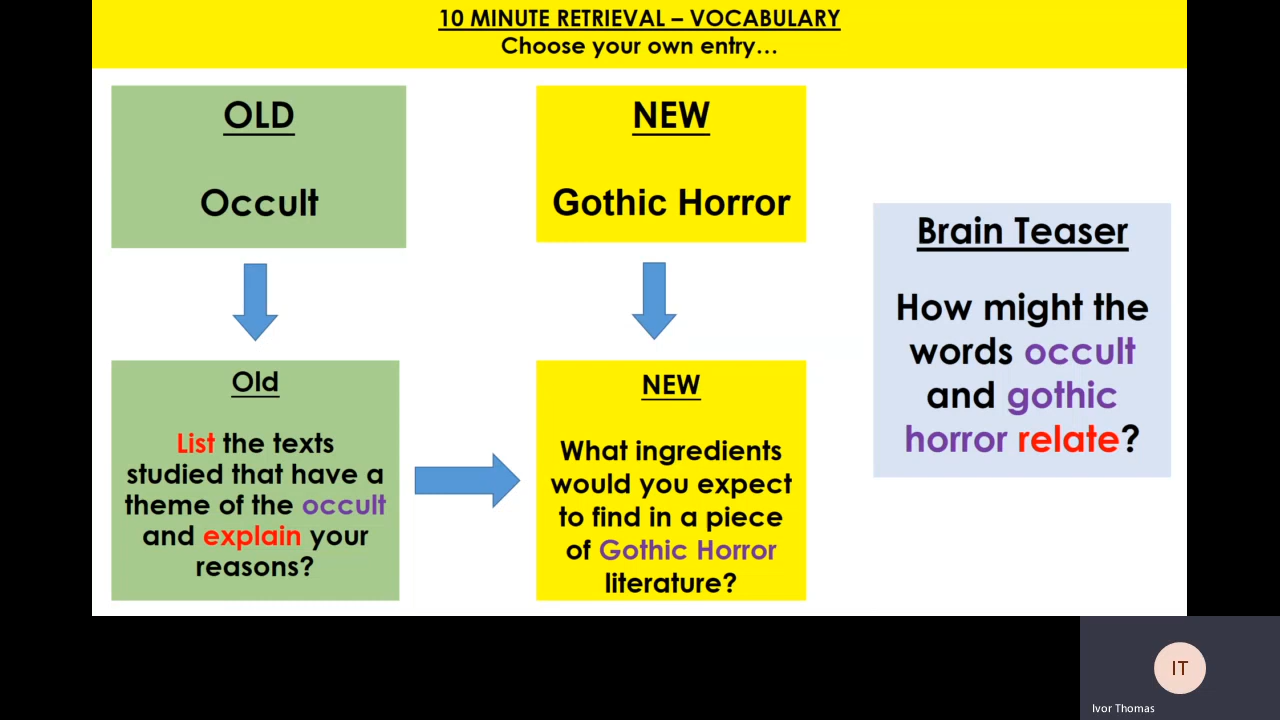 10 MINUTE RETRIEVAL – VOCABULARY
Choose your own entry…
OLD
Occult
NEW
Gothic Horror
Old
List the texts
studied that have a
theme of the occult
and explain your
reasons?
NEW
What ingredients
would you expect
to find in a piece
of Gothic Horror
literature?
Brain Teaser
How might the
words occult
and gothic
horror relate?
IT
Ivor Thomas